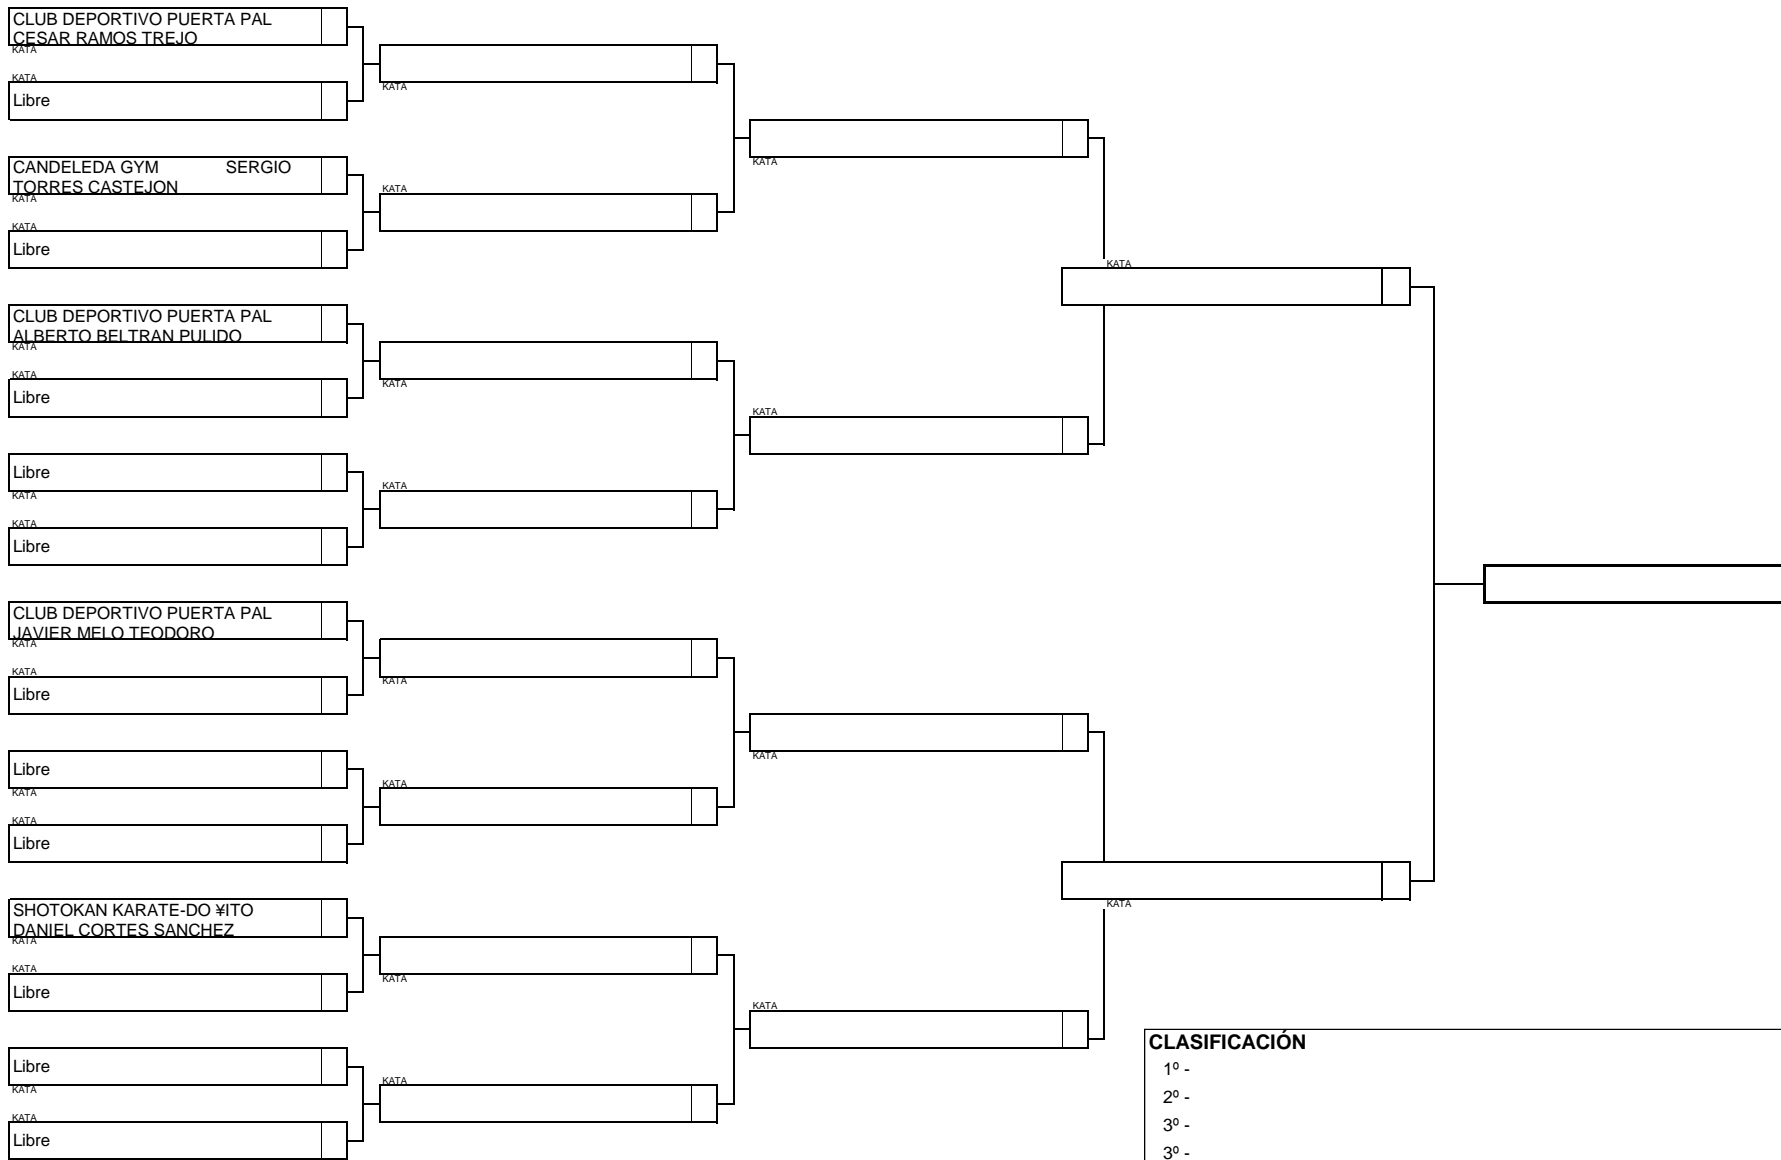 CLUB DEPORTIVO PUERTA PAL
CESAR RAMOS TREJO
KATA
KATA
Libre
CANDELEDA GYM SERGIO
TORRES CASTEJON
KATA
KATA
Libre
CLUB DEPORTIVO PUERTA PAL
ALBERTO BELTRAN PULIDO
KATA
KATA
Libre
Libre
KATA
KATA
Libre
CLUB DEPORTIVO PUERTA PAL
JAVIER MELO TEODORO
KATA
KATA
Libre
Libre
KATA
KATA
Libre
SHOTOKAN KARATE-DO ¥ITO
DANIEL CORTES SANCHEZ
KATA
KATA
Libre
Libre
KATA
KATA
Libre
KATA
KATA
KATA
KATA
KATA
KATA
KATA
KATA
KATA
KATA
KATA
KATA
KATA
KATA
CLASIFICACIÓN
1º -
2º -
3º -
3º -